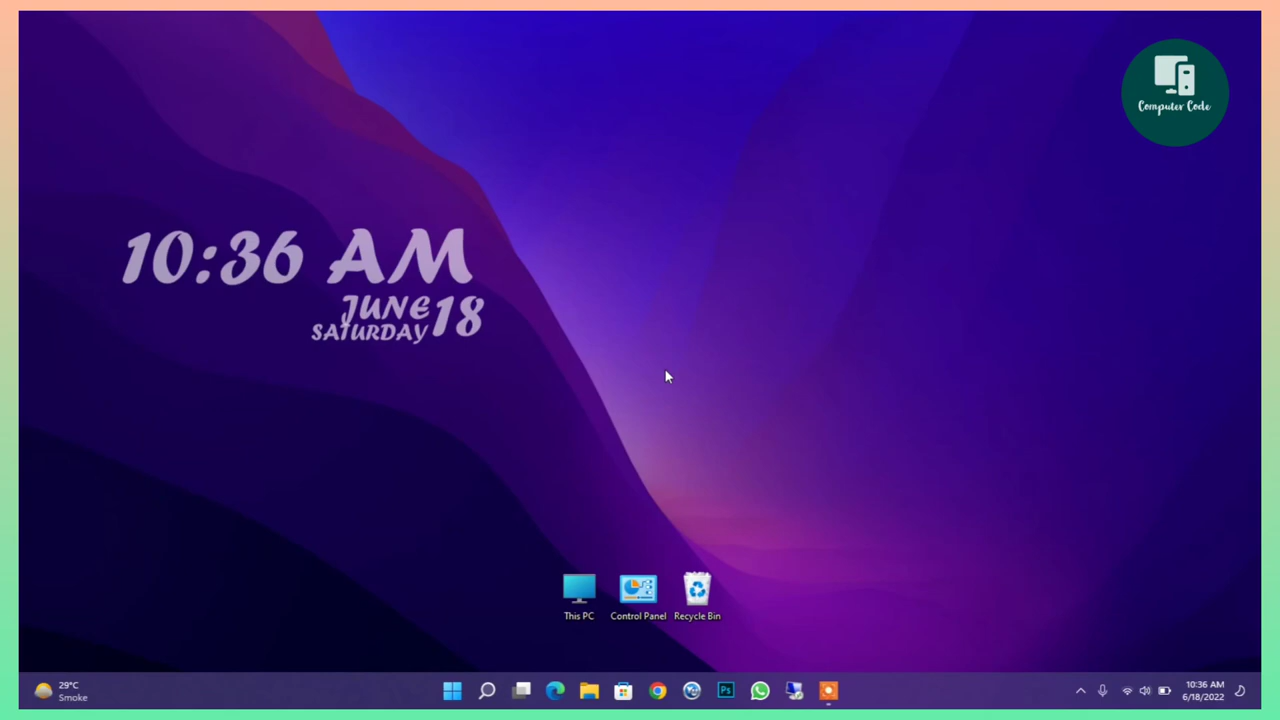 Computer Code
10:36 AM
JUNE 18
SATURDAY
This PC
Control Panel
Recycle Bin
29°C
Smoke
Ps
10:36 AM
6/18/2022